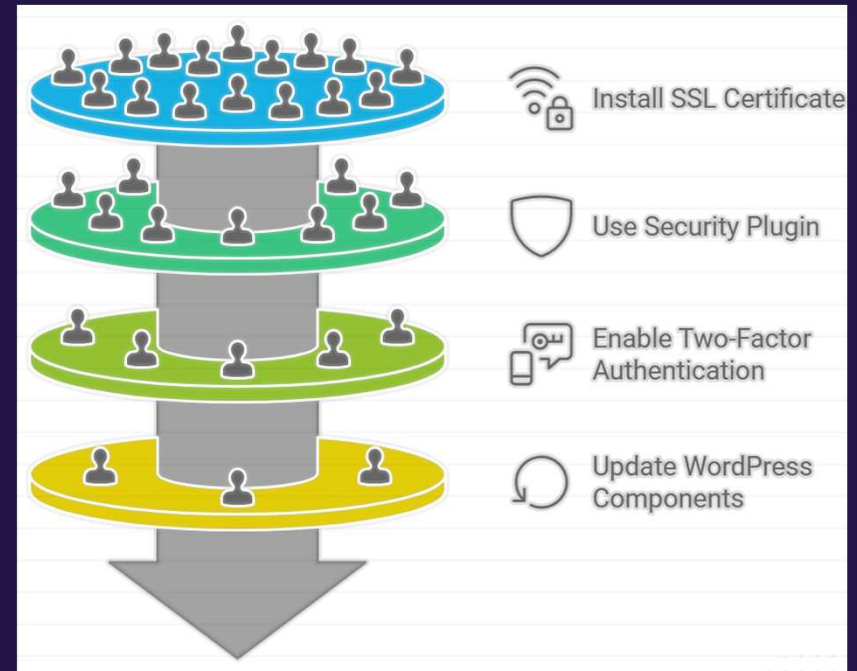 Install SSL Certificate
Use Security Plugin
Enable Two-Factor
Authentication
Update WordPress
Components